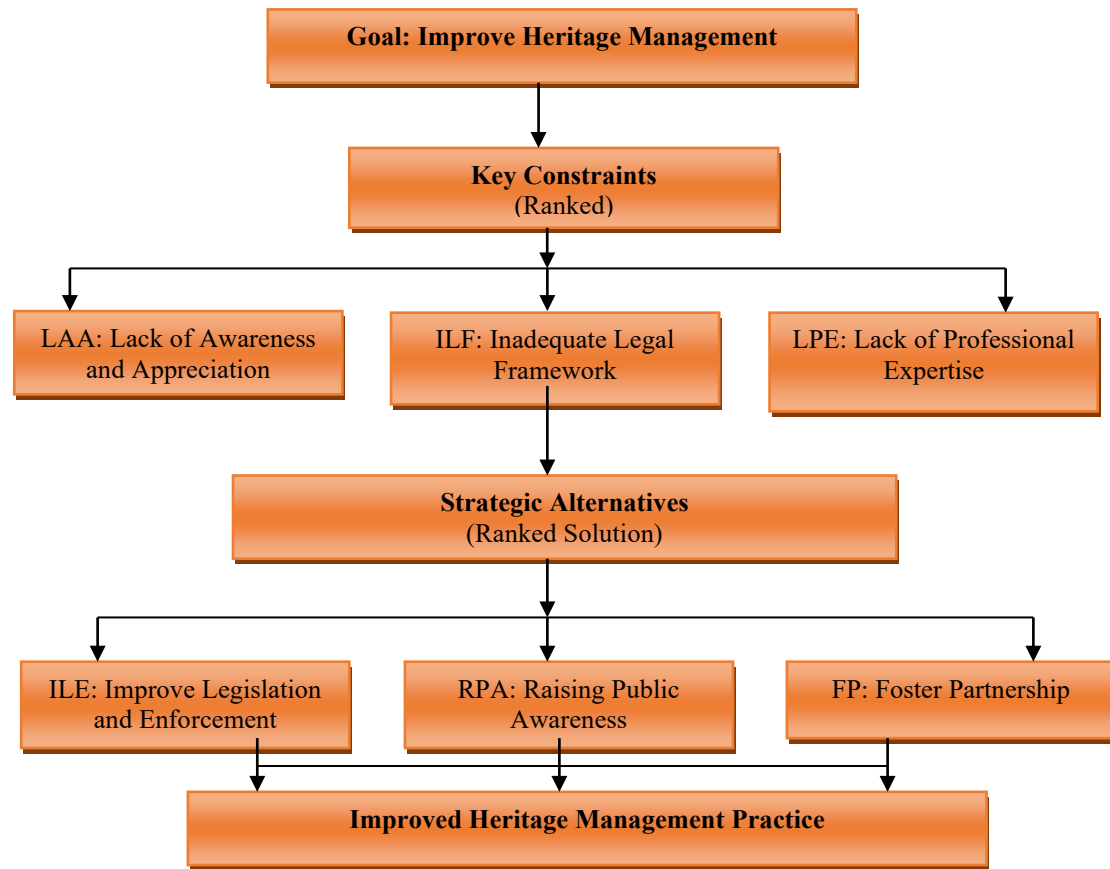 Goal: Improve Heritage Management
Key Constraints
(Ranked)
LAA: Lack of Awareness
and Appreciation
ILF: Inadequate Legal
Framework
LPE: Lack of Professional
Expertise
Strategic Alternatives
(Ranked Solution)
ILE: Improve Legislation
and Enforcement
RPA: Raising Public
Awareness
FP: Foster Partnership
Improved Heritage Management Practice